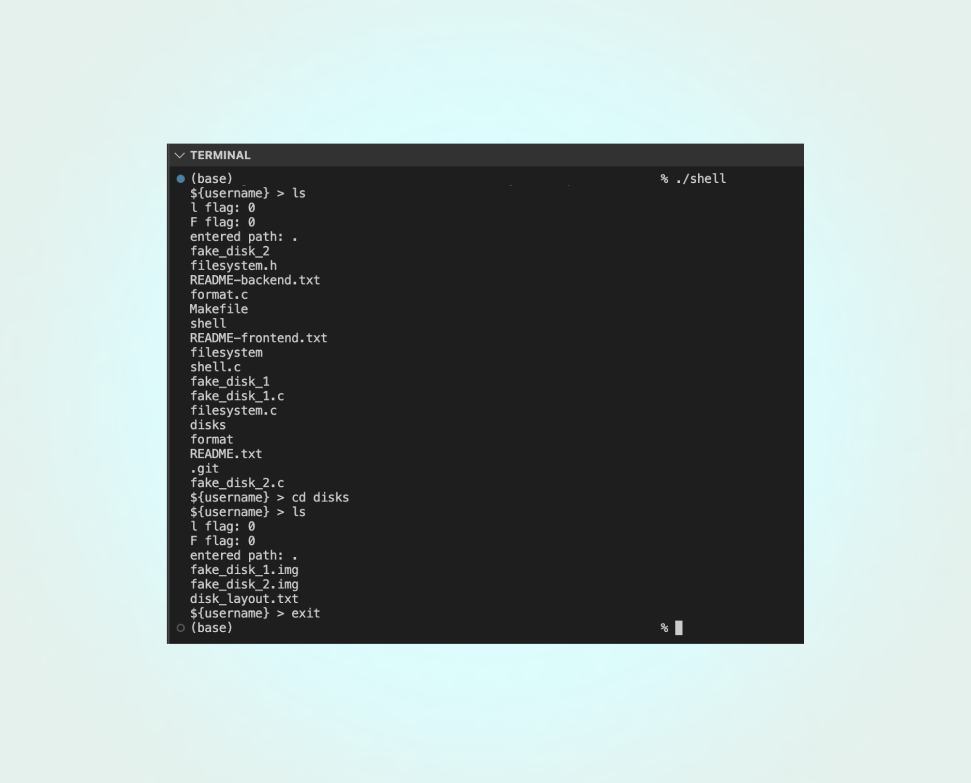 TERMINAL
(base) % ./shell
${username} > ls
l flag: 0
F flag: 0
entered path: .
fake_disk_2
filesystem.h
README-backend.txt
format.c
Makefile
shell
README-frontend.txt
filesystem
shell.c
fake_disk_1
fake_disk_1.c
filesystem.c
disks
format
README.txt
.git
fake_disk_2.c
${username} > cd disks
${username} > ls
l flag: 0
F flag: 0
entered path: .
fake_disk_1.img
fake_disk_2.img
disk_layout.txt
${username} > exit
(base) %